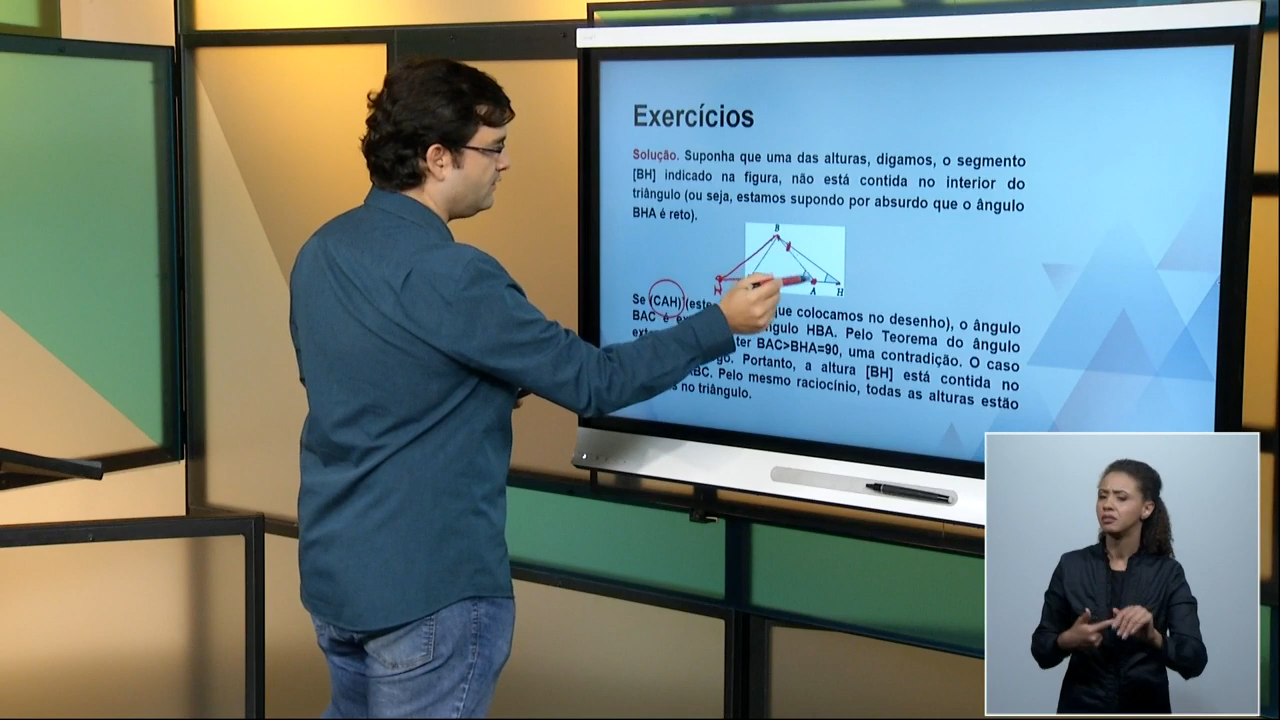 Exercícios
Solução. Suponha que uma das alturas, digamos, o segmento
[BH] indicado na figura, não está contida no interior do
triângulo (ou seja, estamos supondo por absurdo que o ângulo
BHA é reto).
B
H A H
Se (CAH) (este que colocamos no desenho), o ângulo
BAC é HBA. Pelo Teorema do ângulo
BAC>BHA=90, uma contradição. O caso
Portanto, a altura [BH] está contida no
ABC. Pelo mesmo raciocínio, todas as alturas estão
no triângulo.